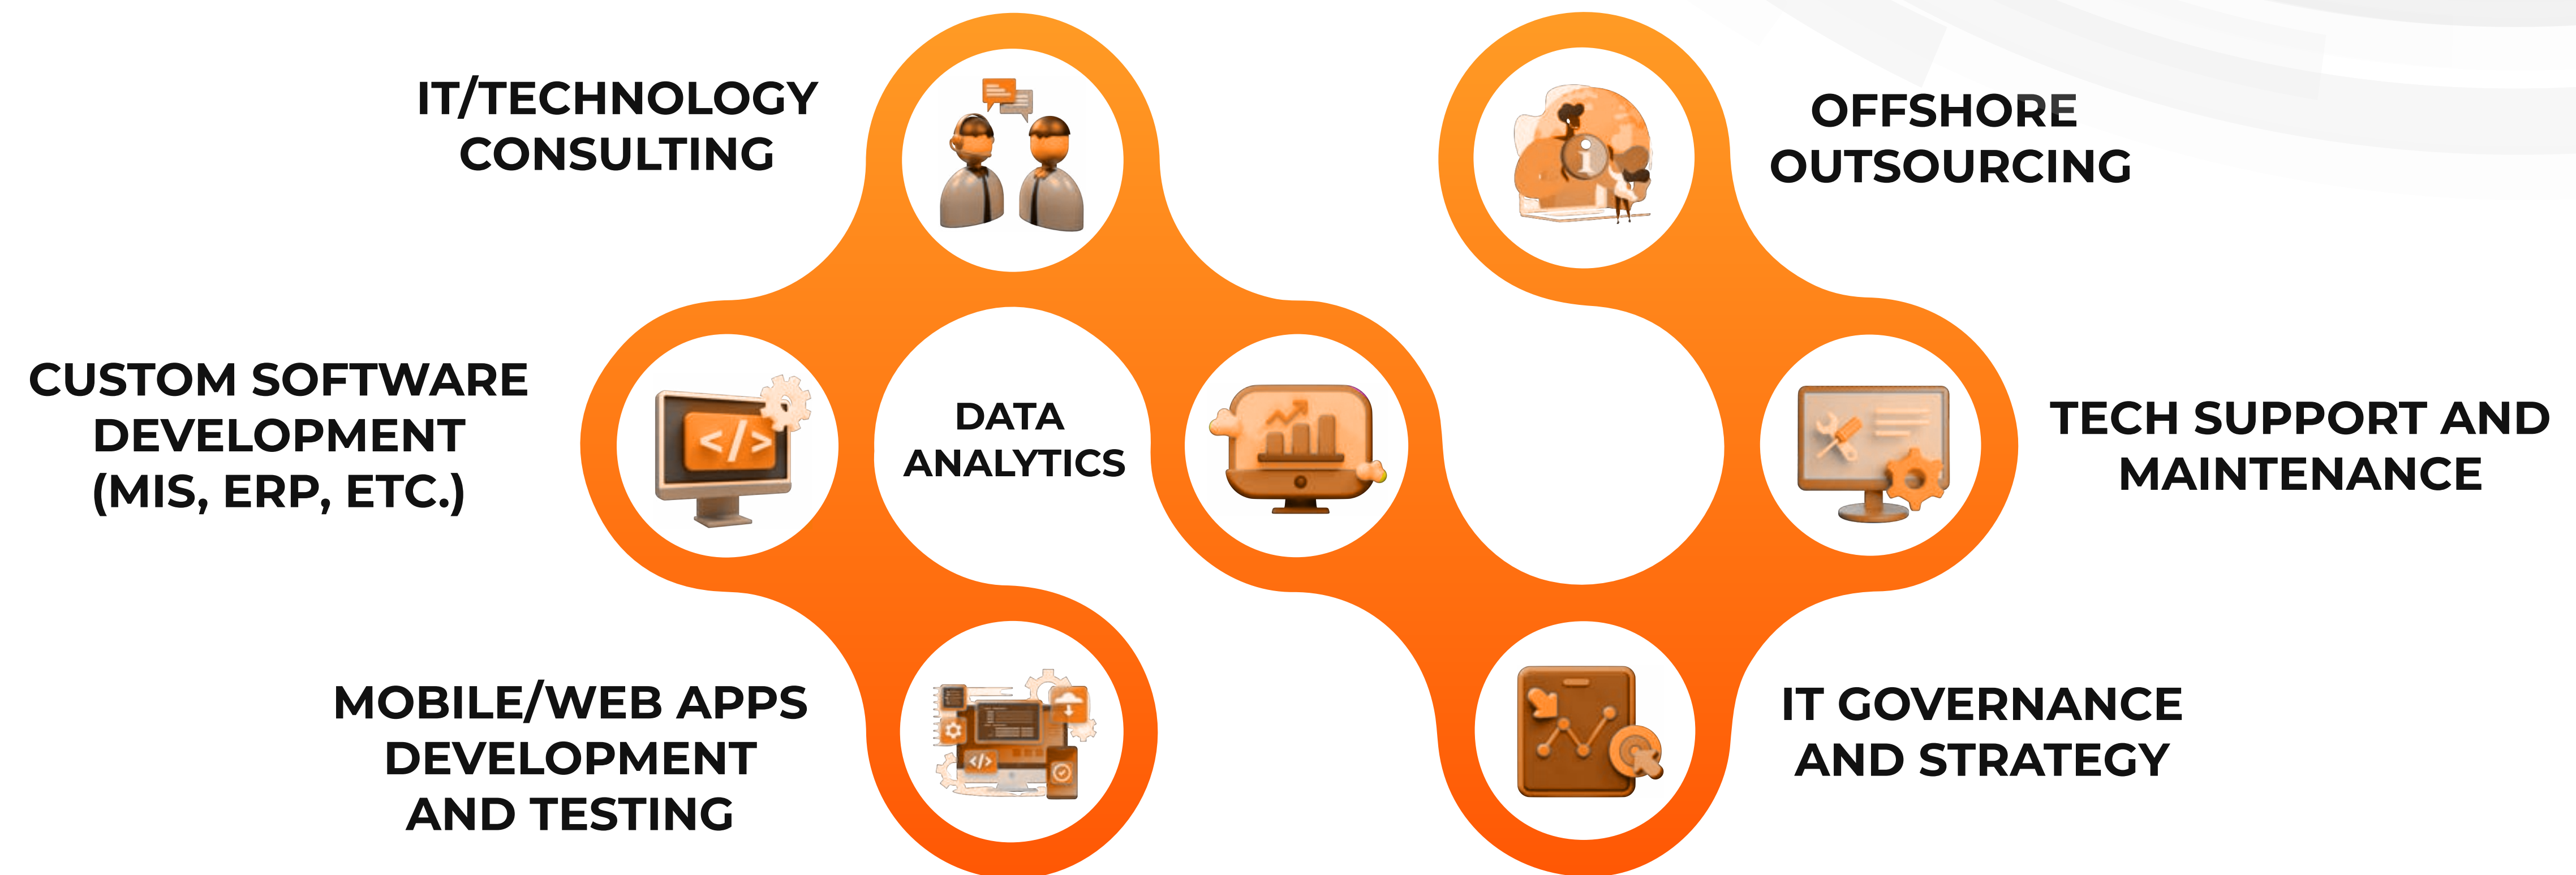 IT/TECHNOLOGY
CONSULTING
OFFSHORE
OUTSOURCING
CUSTOM SOFTWARE
DEVELOPMENT
(MIS, ERP, ETC.)
DATA
ANALYTICS
TECH SUPPORT AND
MAINTENANCE
MOBILE/WEB APPS
DEVELOPMENT
AND TESTING
IT GOVERNANCE
AND STRATEGY